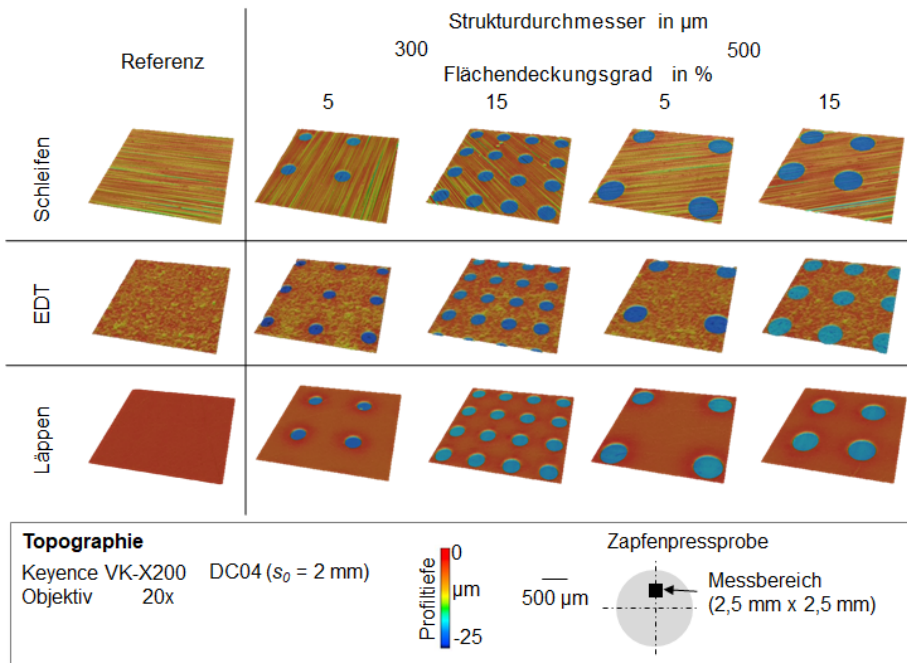 Strukturdurchmesser in µm
Referenz 300 500
Flächendeckungsgrad in %
5 15 5 15
Schleifen
EDT
Läppen
Topographie
Keyence VK-X200 DC04 (s₀ = 2 mm)
Objektiv 20x
Profiltiefe
0
µm
-25
500 µm
Zapfenpressprobe
Messbereich
(2,5 mm x 2,5 mm)